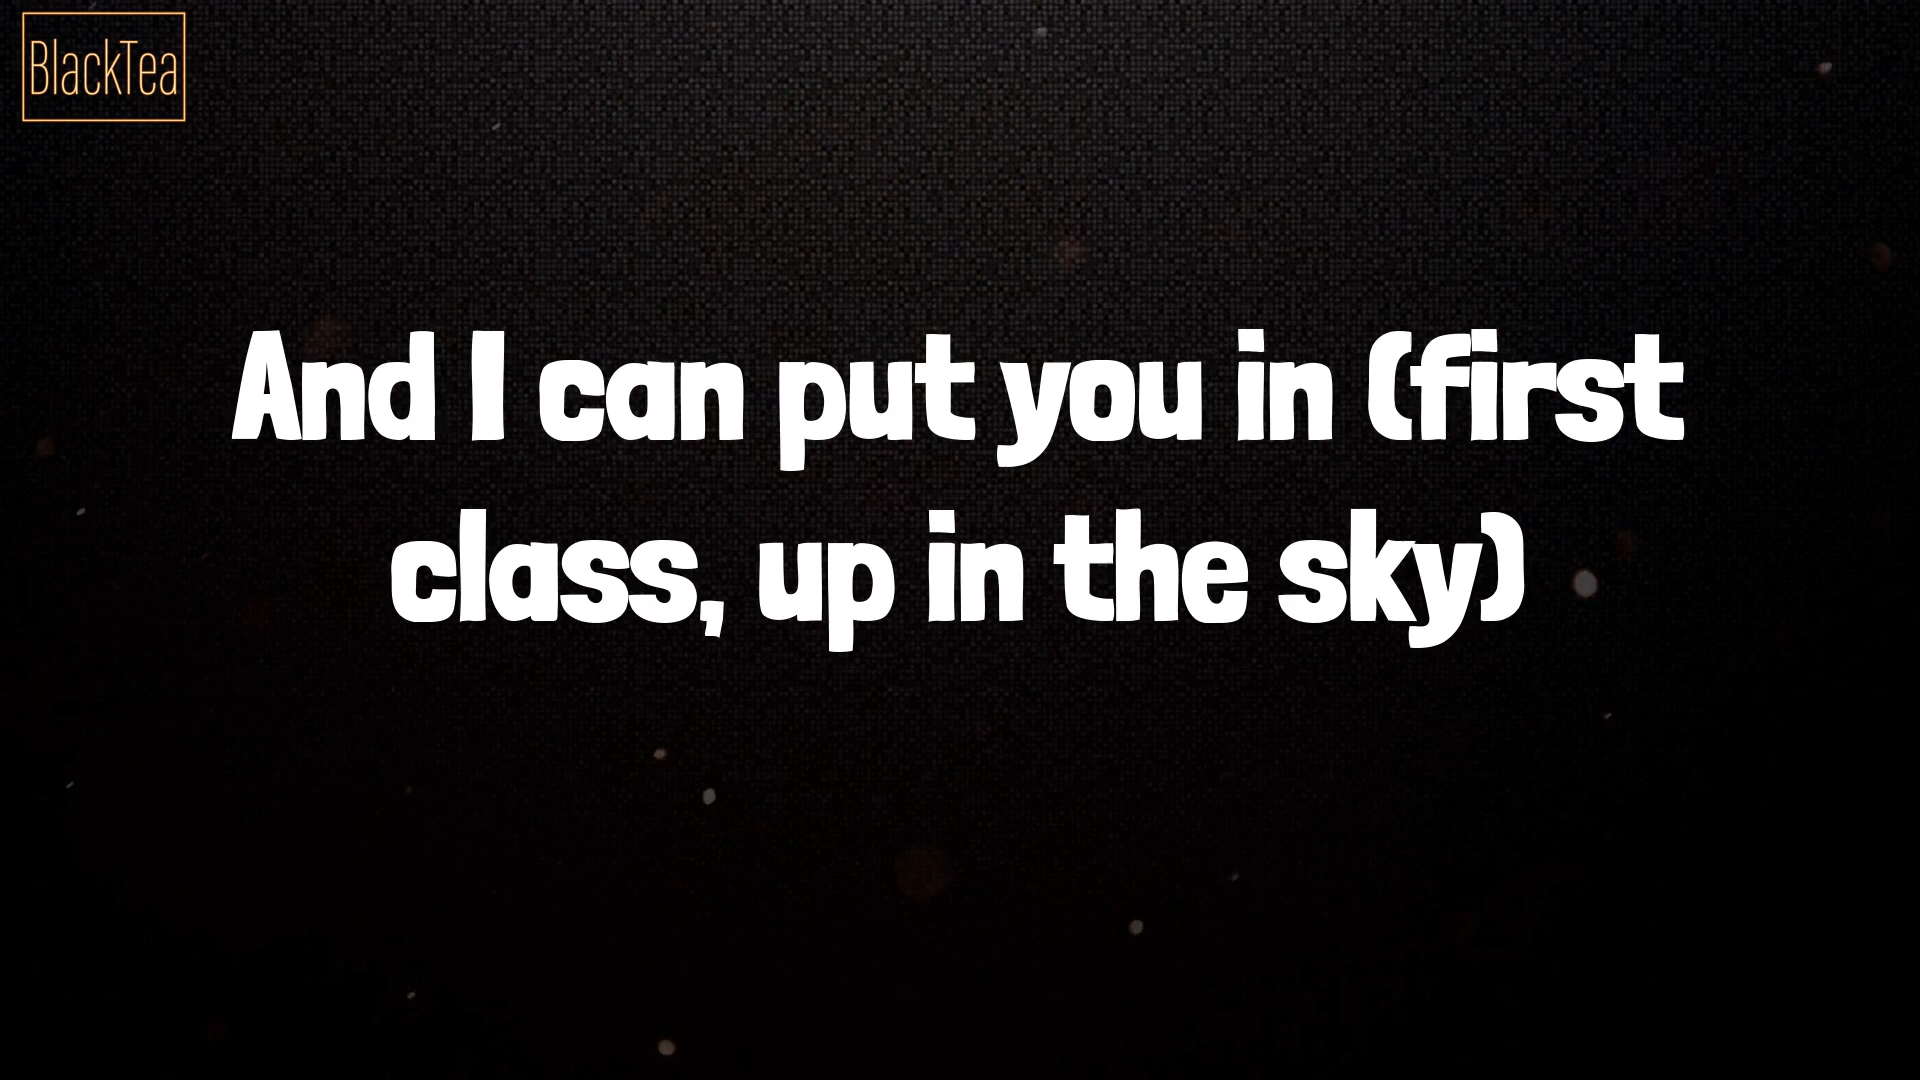 BlackTea
And I can put you in (first
class, up in the sky)